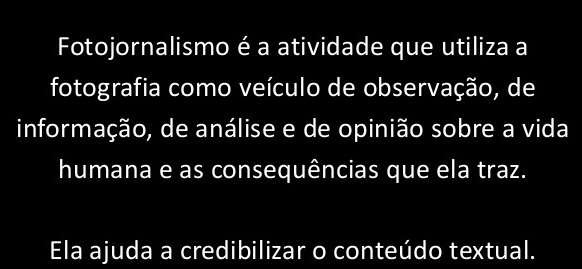 Fotojornalismo é a atividade que utiliza a
fotografia como veículo de observação, de
informação, de análise e de opinião sobre a vida
humana e as consequências que ela traz.
Ela ajuda a credibilizar o conteúdo textual.